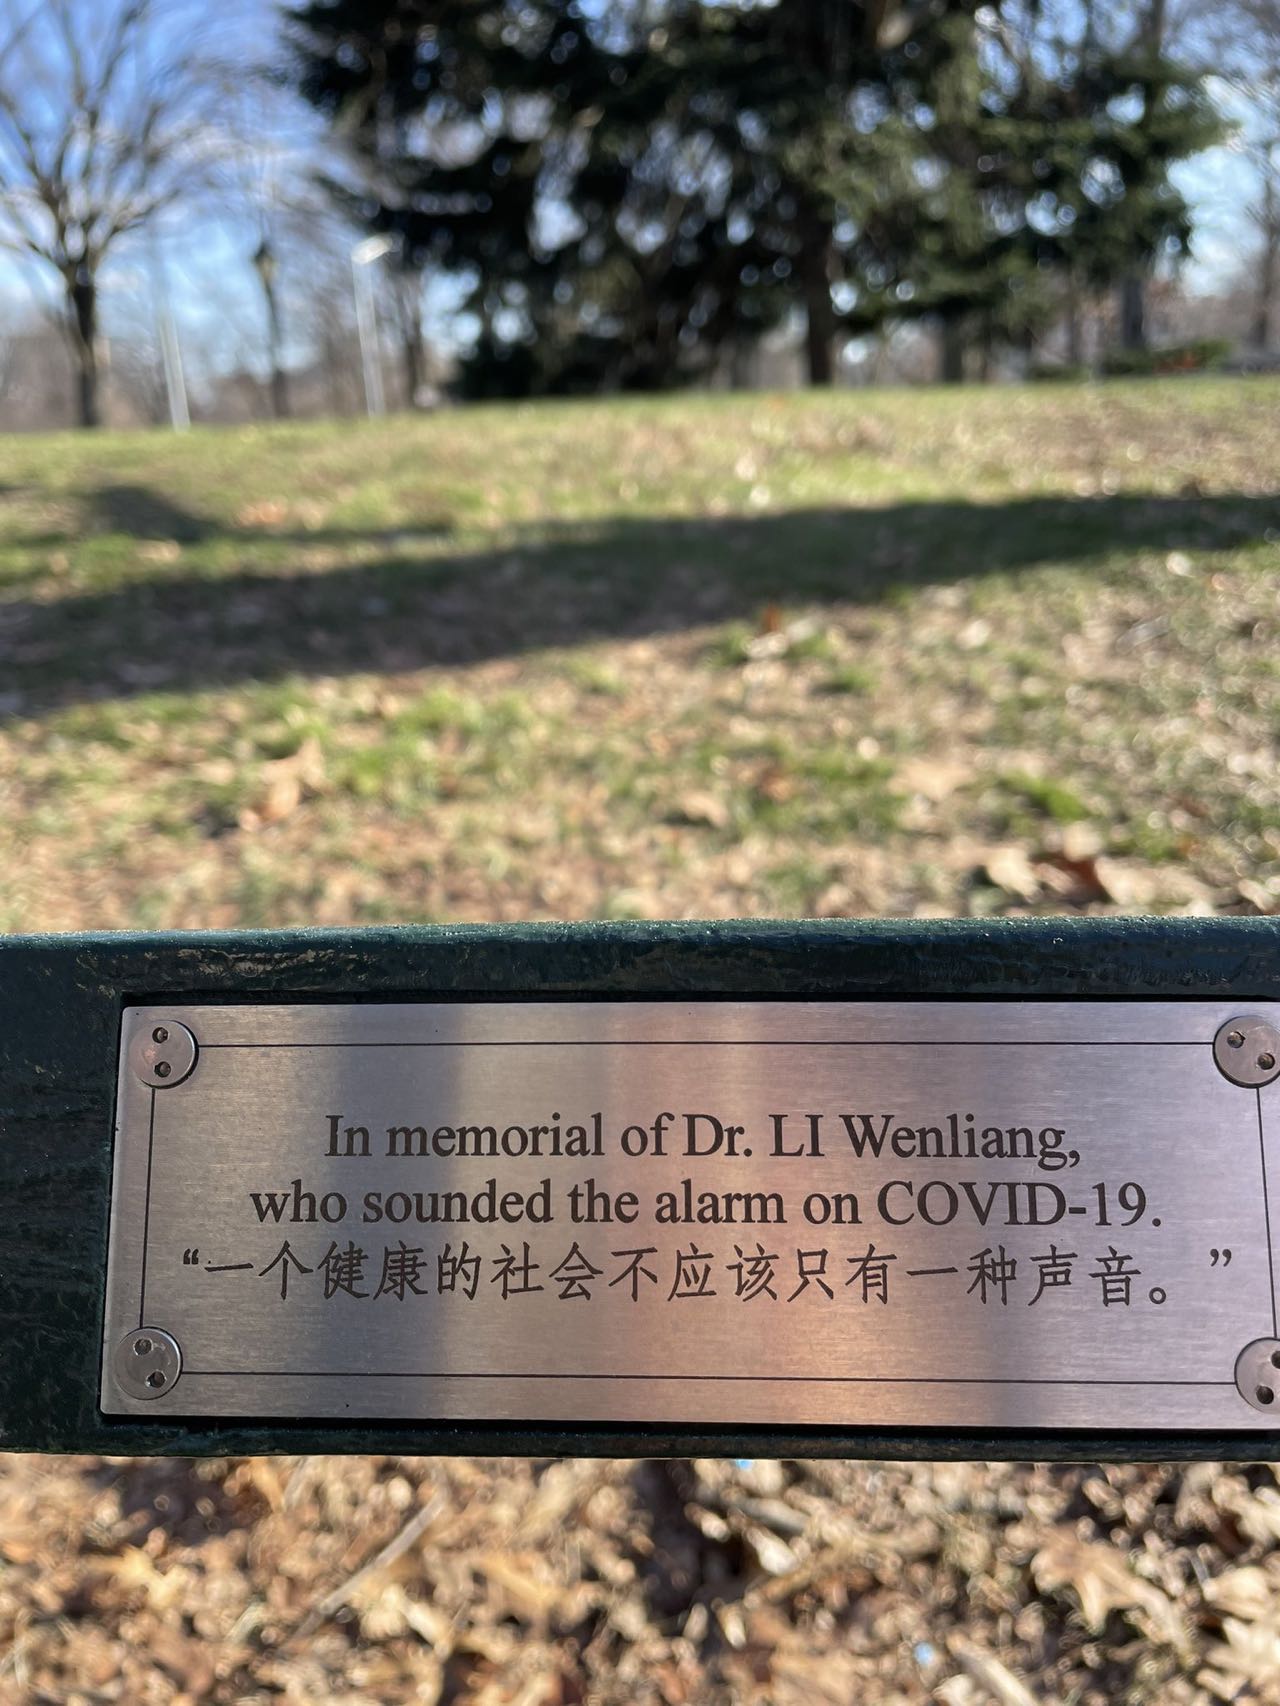 In memorial of Dr. LI Wenliang,
who sounded the alarm on COVID-19.
“一个健康的社会不应该只有一种声音。”